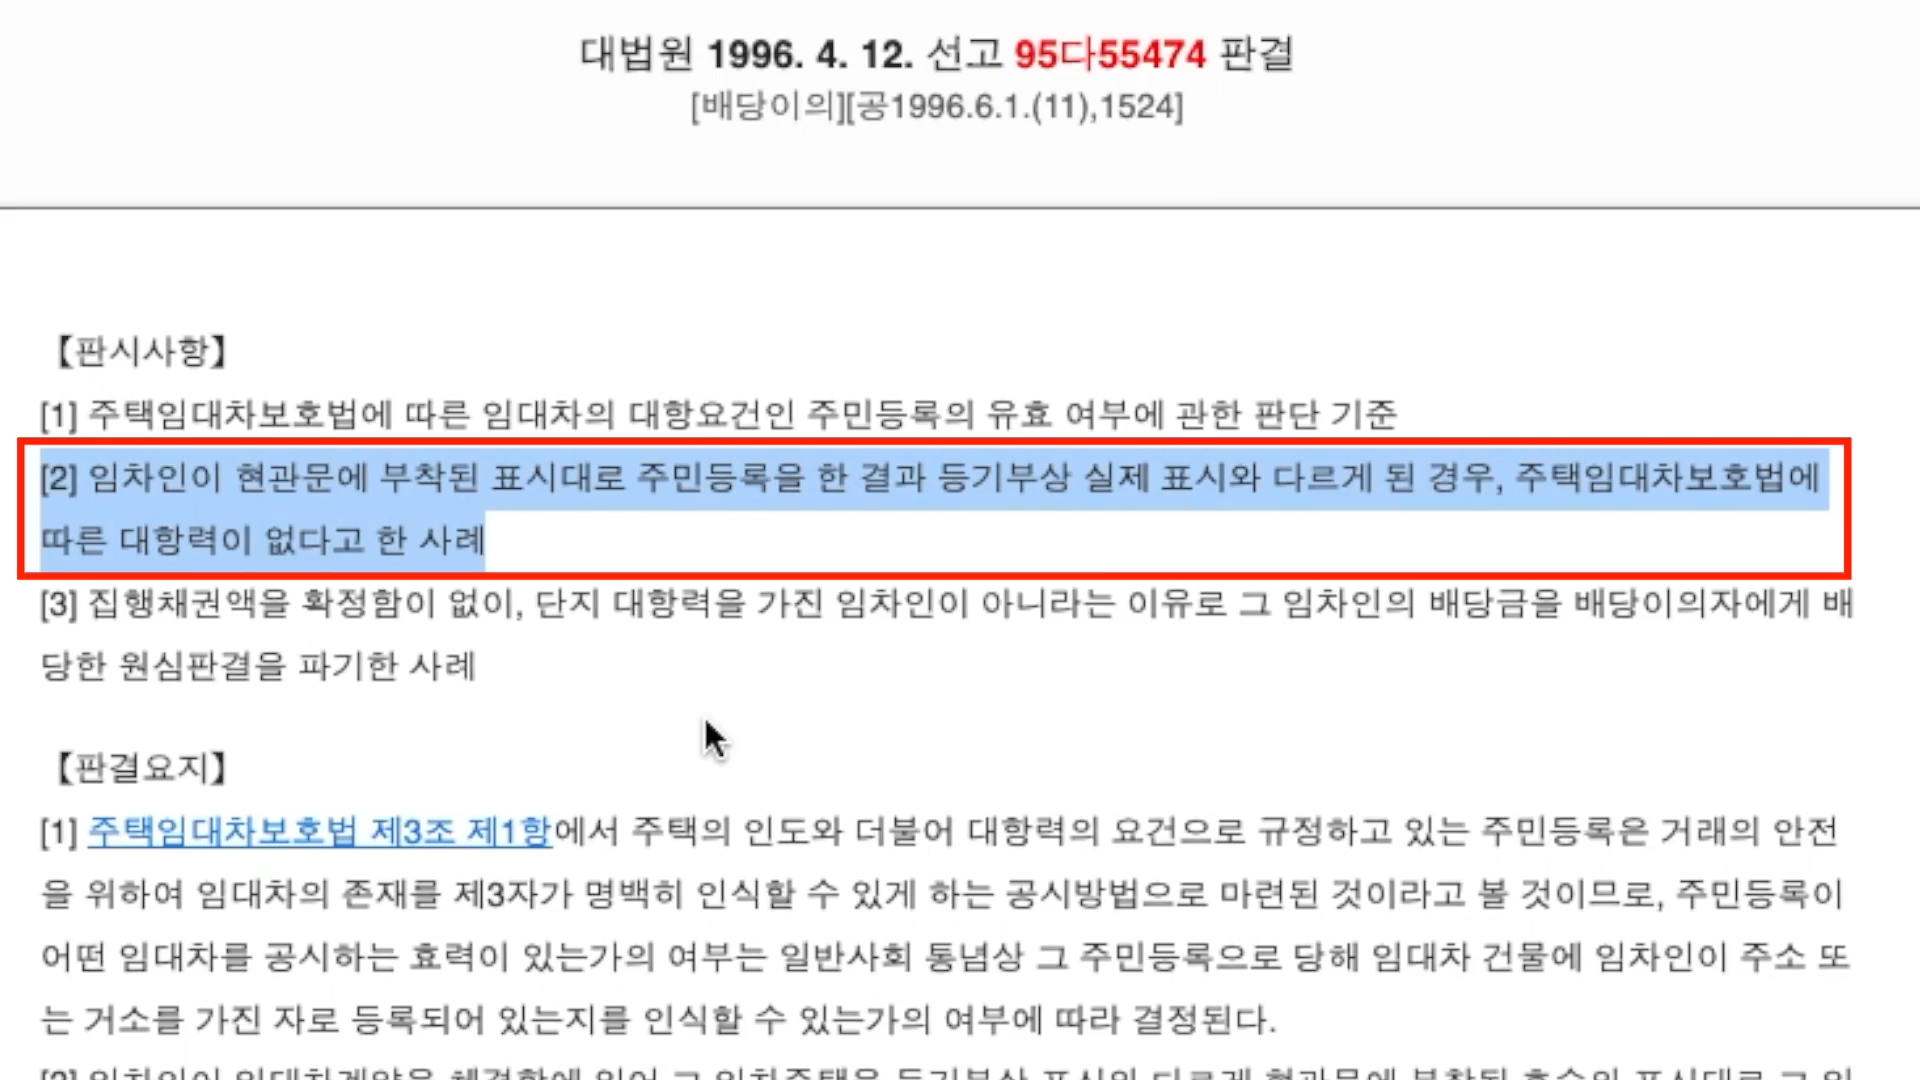 대법원 1996. 4. 12. 선고 95다55474 판결
[배당이의][공1996.6.1.(11),1524]
【판시사항】
[1] 주택임대차보호법에 따른 임대차의 대항요건인 주민등록의 유효 여부에 관한 판단 기준
[2] 임차인이 현관문에 부착된 표시대로 주민등록을 한 결과 등기부상 실제 표시와 다르게 된 경우, 주택임대차보호법에
따른 대항력이 없다고 한 사례
[3] 집행채권액을 확정함이 없이, 단지 대항력을 가진 임차인이 아니라는 이유로 그 임차인의 배당금을 배당이의자에게 배
당한 원심판결을 파기한 사례
【판결요지】
[1] 주택임대차보호법 제3조 제1항에서 주택의 인도와 더불어 대항력의 요건으로 규정하고 있는 주민등록은 거래의 안전
을 위하여 임대차의 존재를 제3자가 명백히 인식할 수 있게 하는 공시방법으로 마련된 것이라고 볼 것이므로, 주민등록이
어떤 임대차를 공시하는 효력이 있는가의 여부는 일반사회 통념상 그 주민등록으로 당해 임대차 건물에 임차인이 주소 또
는 거소를 가진 자로 등록되어 있는지를 인식할 수 있는가의 여부에 따라 결정된다.